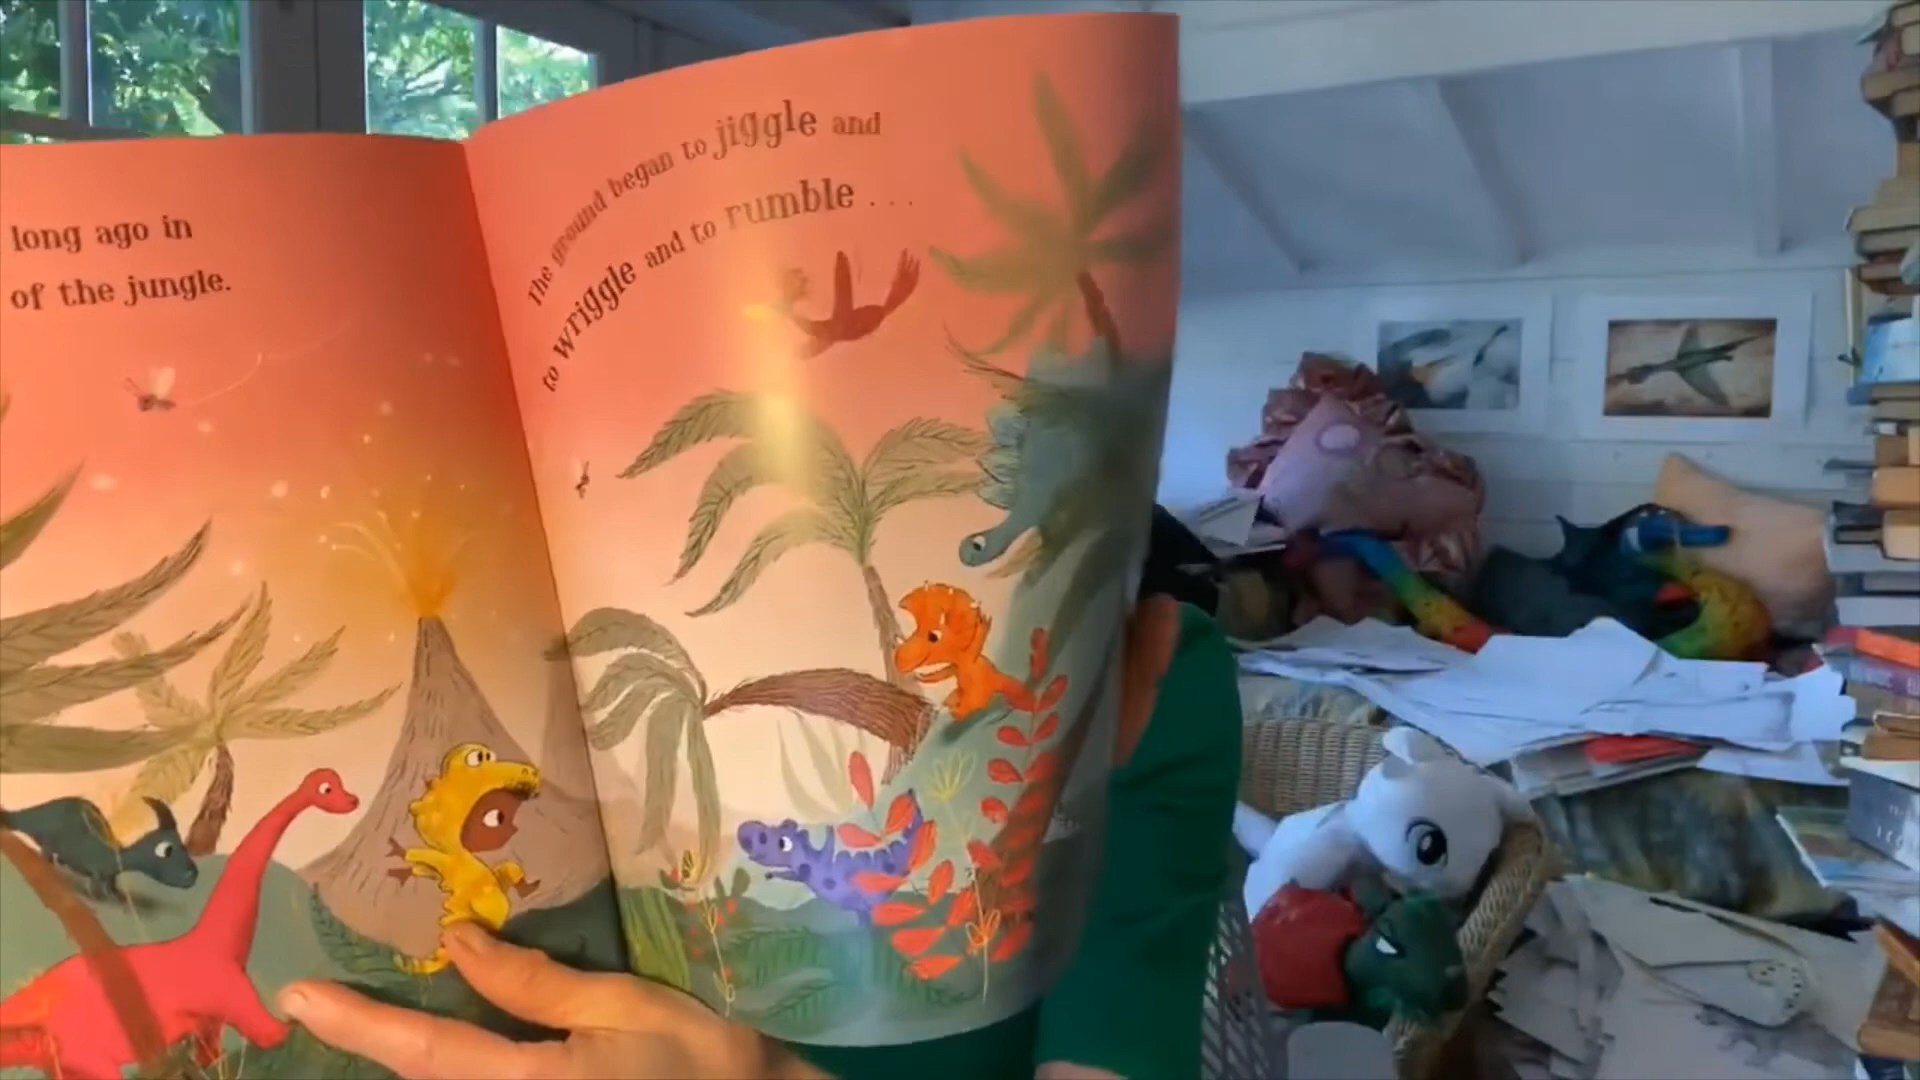 long ago in
of the jungle.
The ground began to jiggle and
to wriggle and to rumble . . .